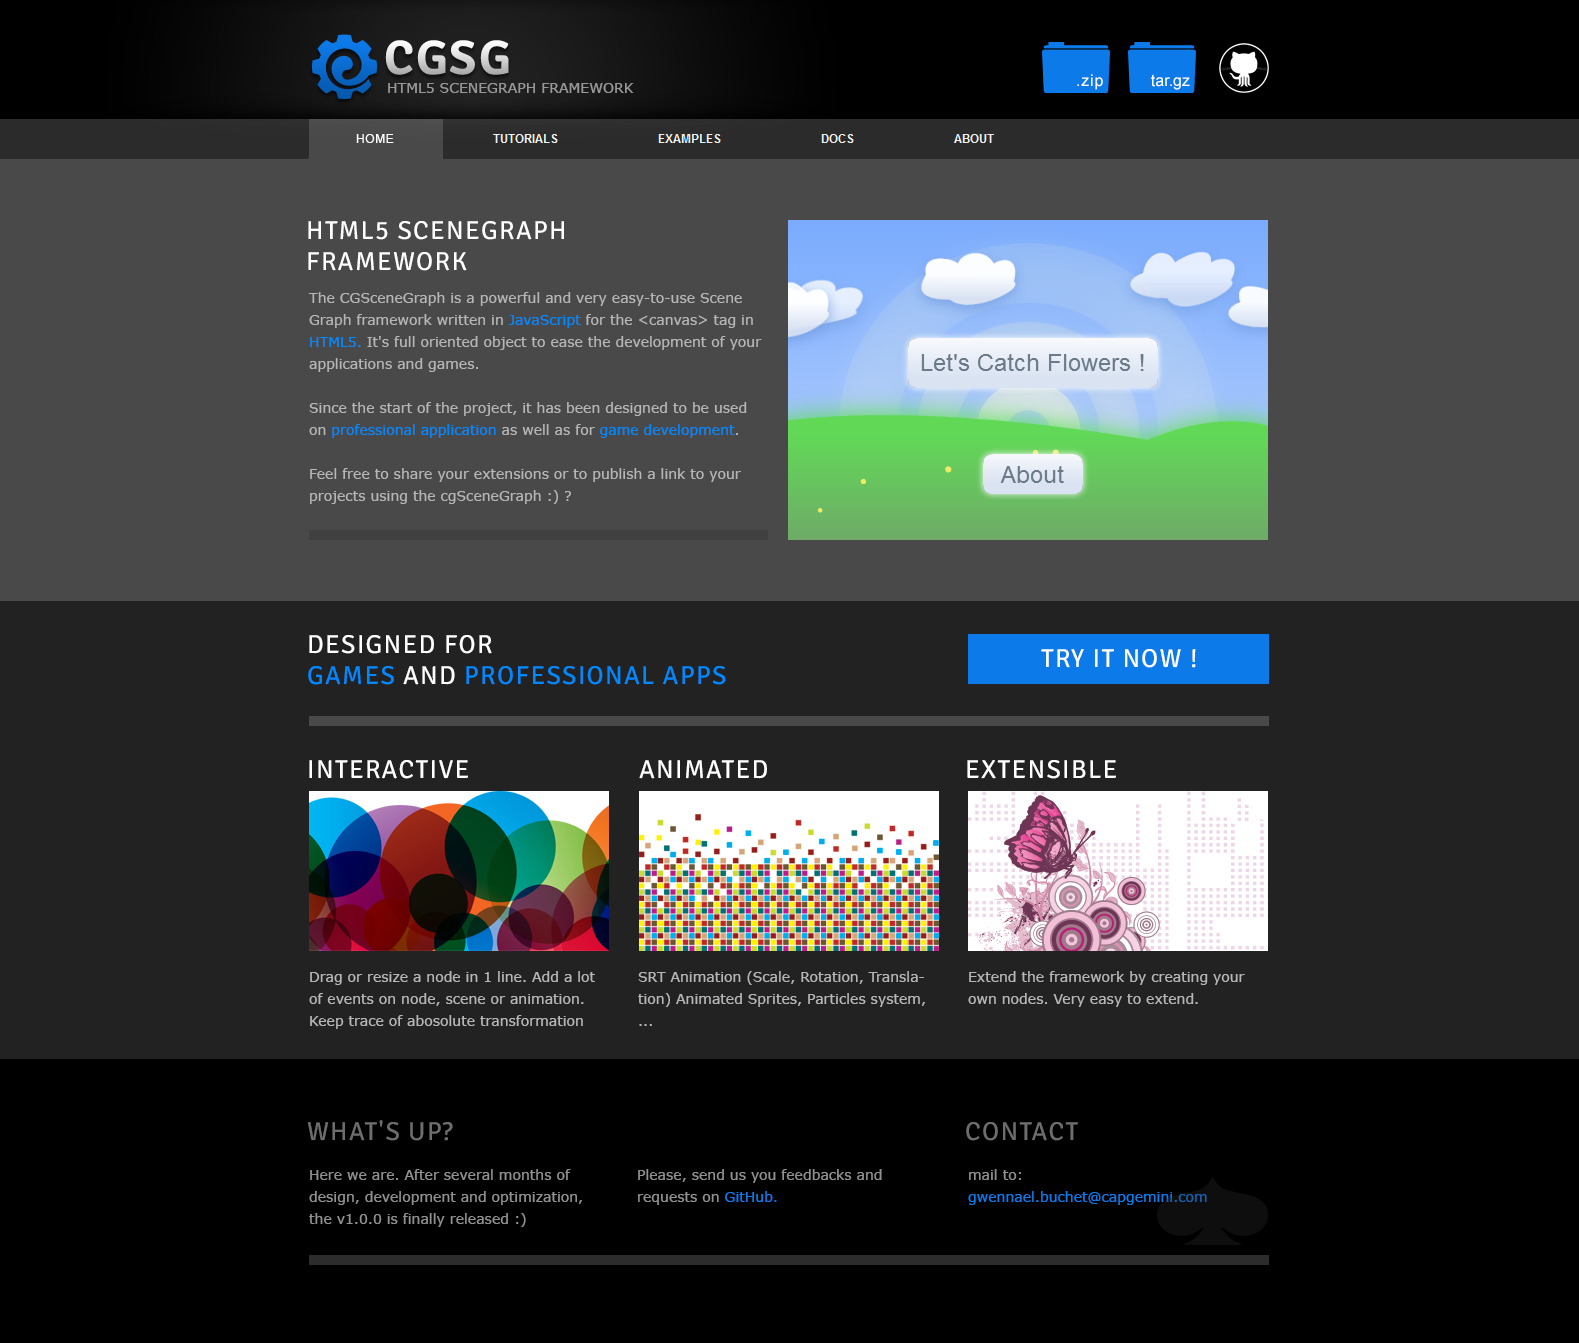 CGSG
HTML5 SCENEGRAPH FRAMEWORK
.zip
tar.gz
HOME
TUTORIALS
EXAMPLES
DOCS
ABOUT
HTML5 SCENEGRAPH
FRAMEWORK
The CGSceneGraph is a powerful and very easy-to-use Scene
Graph framework written in JavaScript for the <canvas> tag in
HTML5. It's full oriented object to ease the development of your
applications and games.
Since the start of the project, it has been designed to be used
on professional application as well as for game development.
Feel free to share your extensions or to publish a link to your
projects using the cgSceneGraph :) ?
Let's Catch Flowers !
About
DESIGNED FOR
GAMES AND PROFESSIONAL APPS
TRY IT NOW !
INTERACTIVE
Drag or resize a node in 1 line. Add a lot
of events on node, scene or animation.
Keep trace of abosolute transformation
ANIMATED
SRT Animation (Scale, Rotation, Transla-
tion) Animated Sprites, Particles system,
...
EXTENSIBLE
Extend the framework by creating your
own nodes. Very easy to extend.
WHAT'S UP?
Here we are. After several months of
design, development and optimization,
the v1.0.0 is finally released :)
Please, send us you feedbacks and
requests on GitHub.
CONTACT
mail to:
gwennael.buchet@capgemini.com